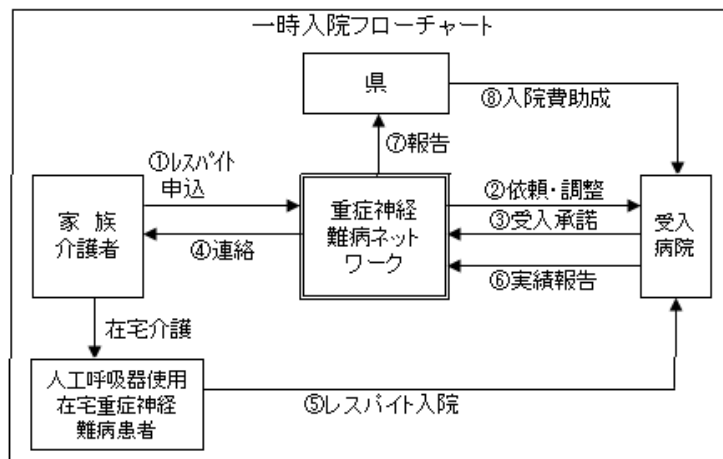 一時入院フローチャート
県
⑧入院費助成
⑦報告
①レスパイト
申込
家 族
介護者
重症神経
難病ネット
ワーク
②依頼・調整
③受入承諾
受入
病院
④連絡
⑥実績報告
在宅介護
人工呼吸器使用
在宅重症神経
難病患者
⑤レスパイト入院